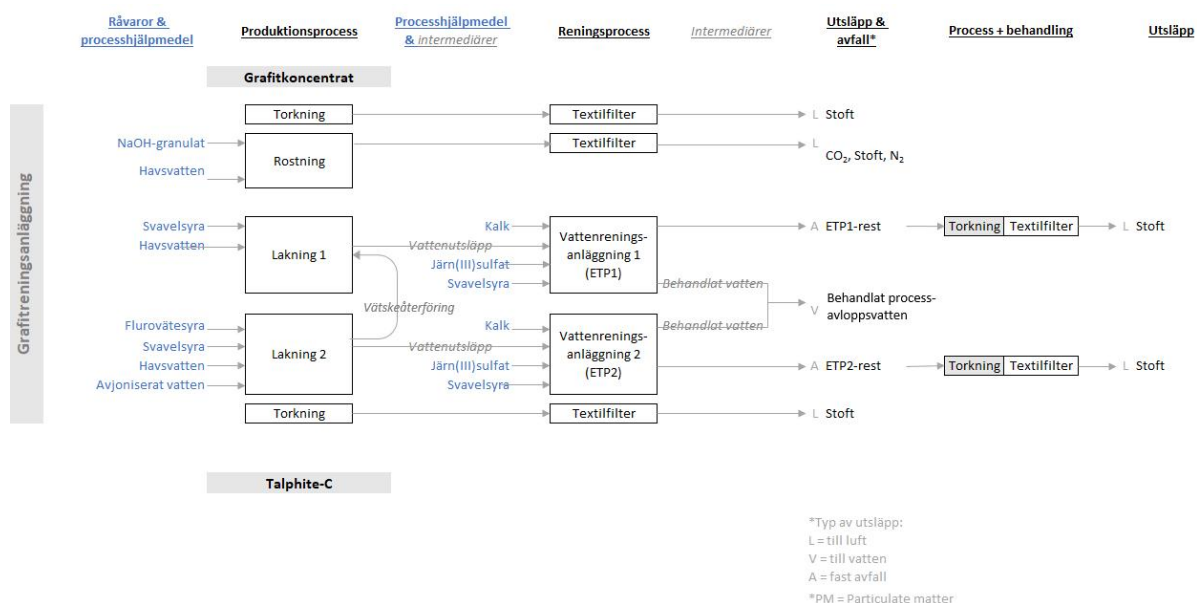 Råvaror &
processhjälpmedel
Produktionsprocess
Processhjälpmedel
& intermediärer
Reningsprocess
Intermediärer
Utsläpp &
avfall*
Process + behandling
Utsläpp
Grafitreningsanläggning
Grafitkoncentrat
Torkning
Textilfilter
L Stoft
NaOH-granulat
Havsvatten
Rostning
Textilfilter
L
CO₂, Stoft, N₂
Svavelsyra
Havsvatten
Lakning 1
Kalk
Vattenutsläpp
Järn(III)sulfat
Svavelsyra
Vattenrenings-
anläggning 1
(ETP1)
A ETP1-rest
Torkning Textilfilter
L Stoft
Behandlat vatten
Vätskeåterföring
V
Behandlat process-
avloppsvatten
Flurovätesyra
Svavelsyra
Havsvatten
Avjoniserat vatten
Lakning 2
Kalk
Vattenutsläpp
Järn(III)sulfat
Svavelsyra
Vattenrenings-
anläggning 2
(ETP2)
Behandlat vatten
A ETP2-rest
Torkning Textilfilter
L Stoft
Torkning
Textilfilter
L Stoft
Talphite-C
*Typ av utsläpp:
L = till luft
V = till vatten
A = fast avfall
*PM = Particulate matter